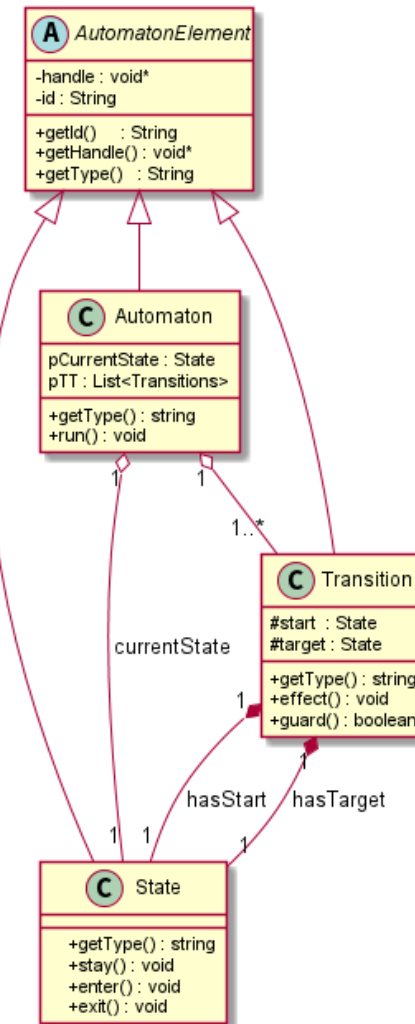 A AutomatonElement
-handle : void*
-id : String
+getId() : String
+getHandle() : void*
+getType() : String
C Automaton
pCurrentState : State
pTT : List<Transitions>
+getType() : string
+run() : void
1
1
1..*
C Transition
#start : State
#target : State
+getType() : string
+effect() : void
+guard() : boolean
currentState
1
1
hasStart
hasTarget
1
1
1
C State
+getType() : string
+stay() : void
+enter() : void
+exit() : void